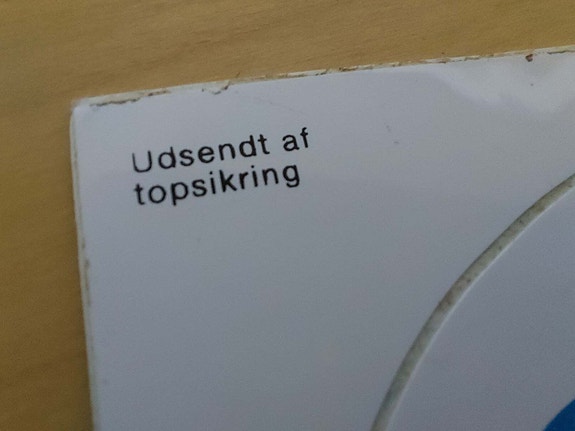 Udsendt af
topsikring